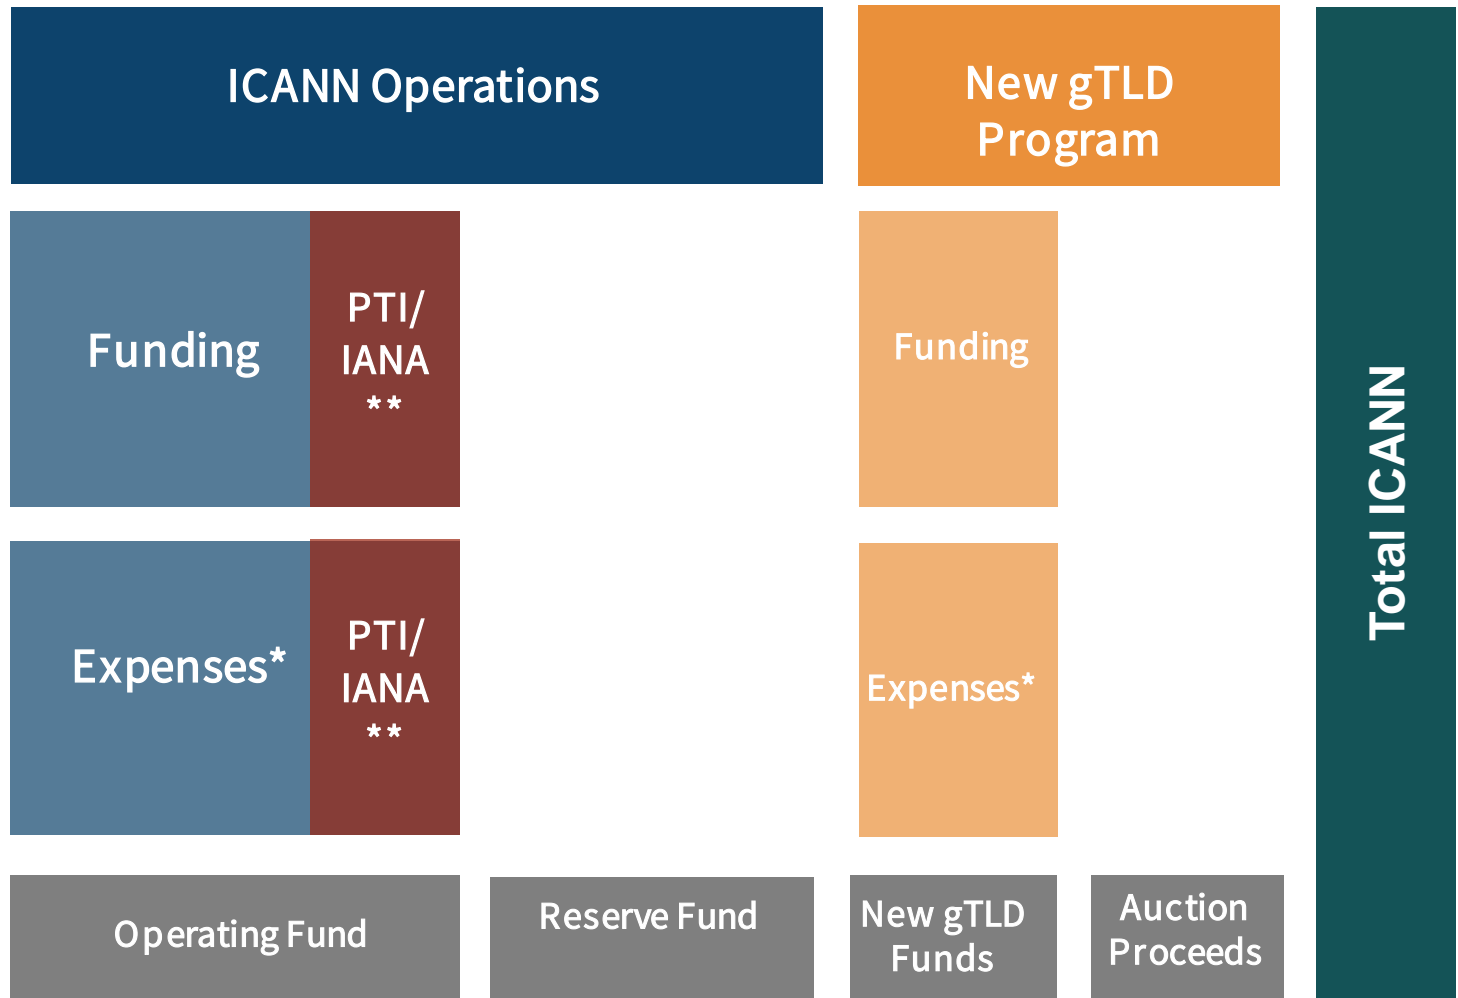 ICANN Operations
New gTLD
Program
Funding
PTI/
IANA
**
Funding
Expenses*
PTI/
IANA
**
Expenses*
Operating Fund
Reserve Fund
New gTLD
Funds
Auction
Proceeds
Total ICANN